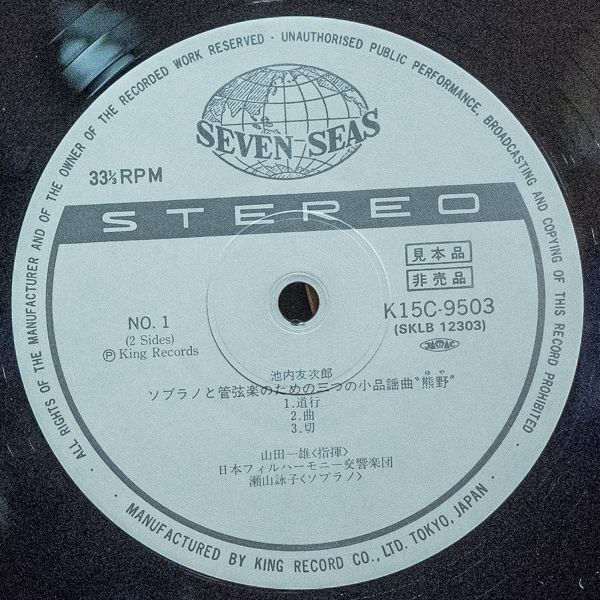 ALL RIGHTS OF THE MANUFACTURER AND OF THE OWNER OF THE RECORDED WORK RESERVED · UNAUTHORISED PUBLIC PERFORMANCE, BROADCASTING AND COPYING OF THIS RECORD PROHIBITED.
SEVEN SEAS
33⅓ RPM
STEREO
見本品
非売品
NO. 1
(2 Sides)
Ⓟ King Records
K15C-9503
(SKLB 12303)
JASRAC
池内友次郎
ソプラノと管弦楽のための三つの小品謡曲“熊野”
ゆや
1.道行
2.曲
3.切
山田一雄<指揮>
日本フィルハーモニー交響楽団
瀬山詠子<ソプラノ>
· MANUFACTURED BY KING RECORD CO., LTD. TOKYO, JAPAN ·